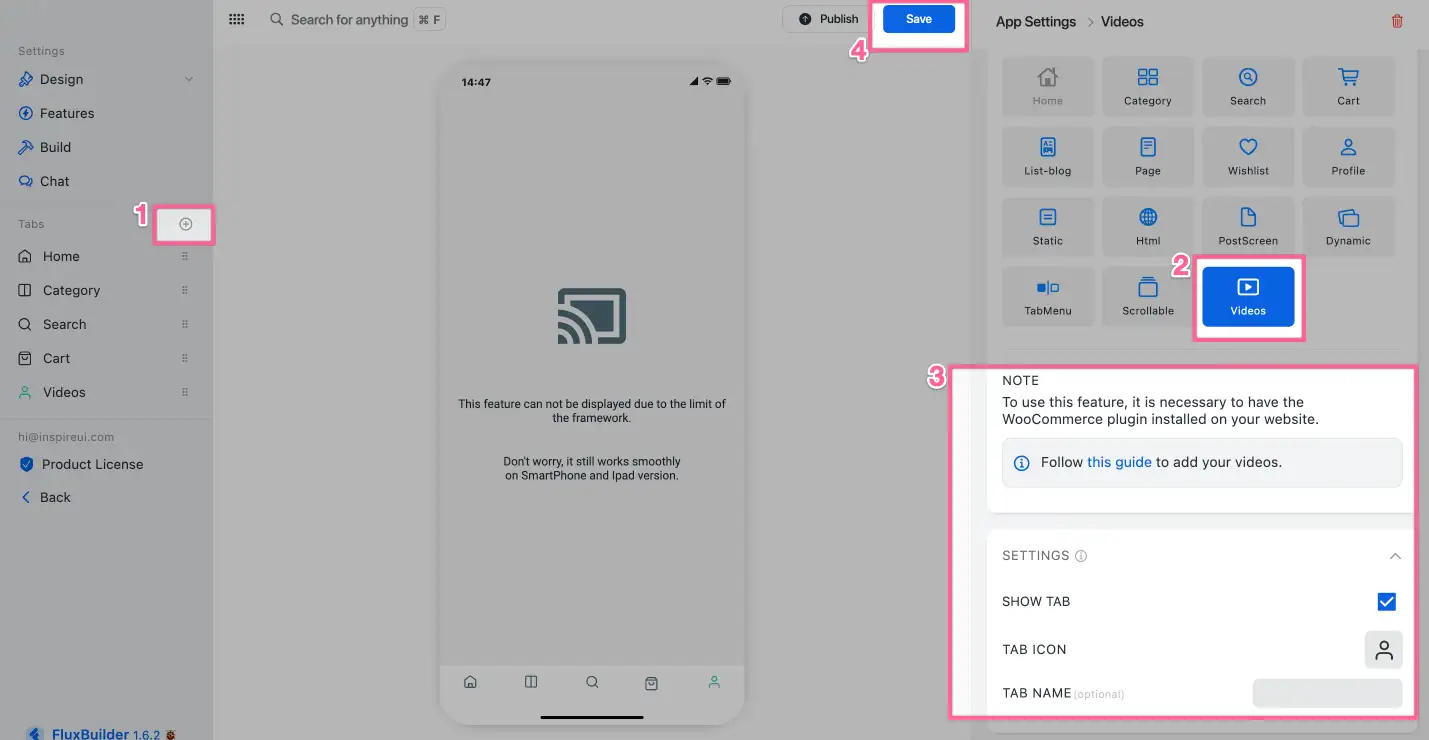 Settings
Design
Features
Build
Chat
1
Tabs
Home
Category
Search
Cart
Videos
hi@inspireui.com
Product License
Back
FluxBuilder 1.6.2
Search for anything ⌘ F
Publish
Save
4
14:47
This feature can not be displayed due to the limit of
the framework.
Don't worry, it still works smoothly
on SmartPhone and Ipad version.
App Settings > Videos
Home Category Search Cart
List-blog Page Wishlist Profile
Static Html PostScreen Dynamic
2
TabMenu Scrollable Videos
3
NOTE
To use this feature, it is necessary to have the
WooCommerce plugin installed on your website.
Follow this guide to add your videos.
SETTINGS
SHOW TAB
TAB ICON
TAB NAME (optional)